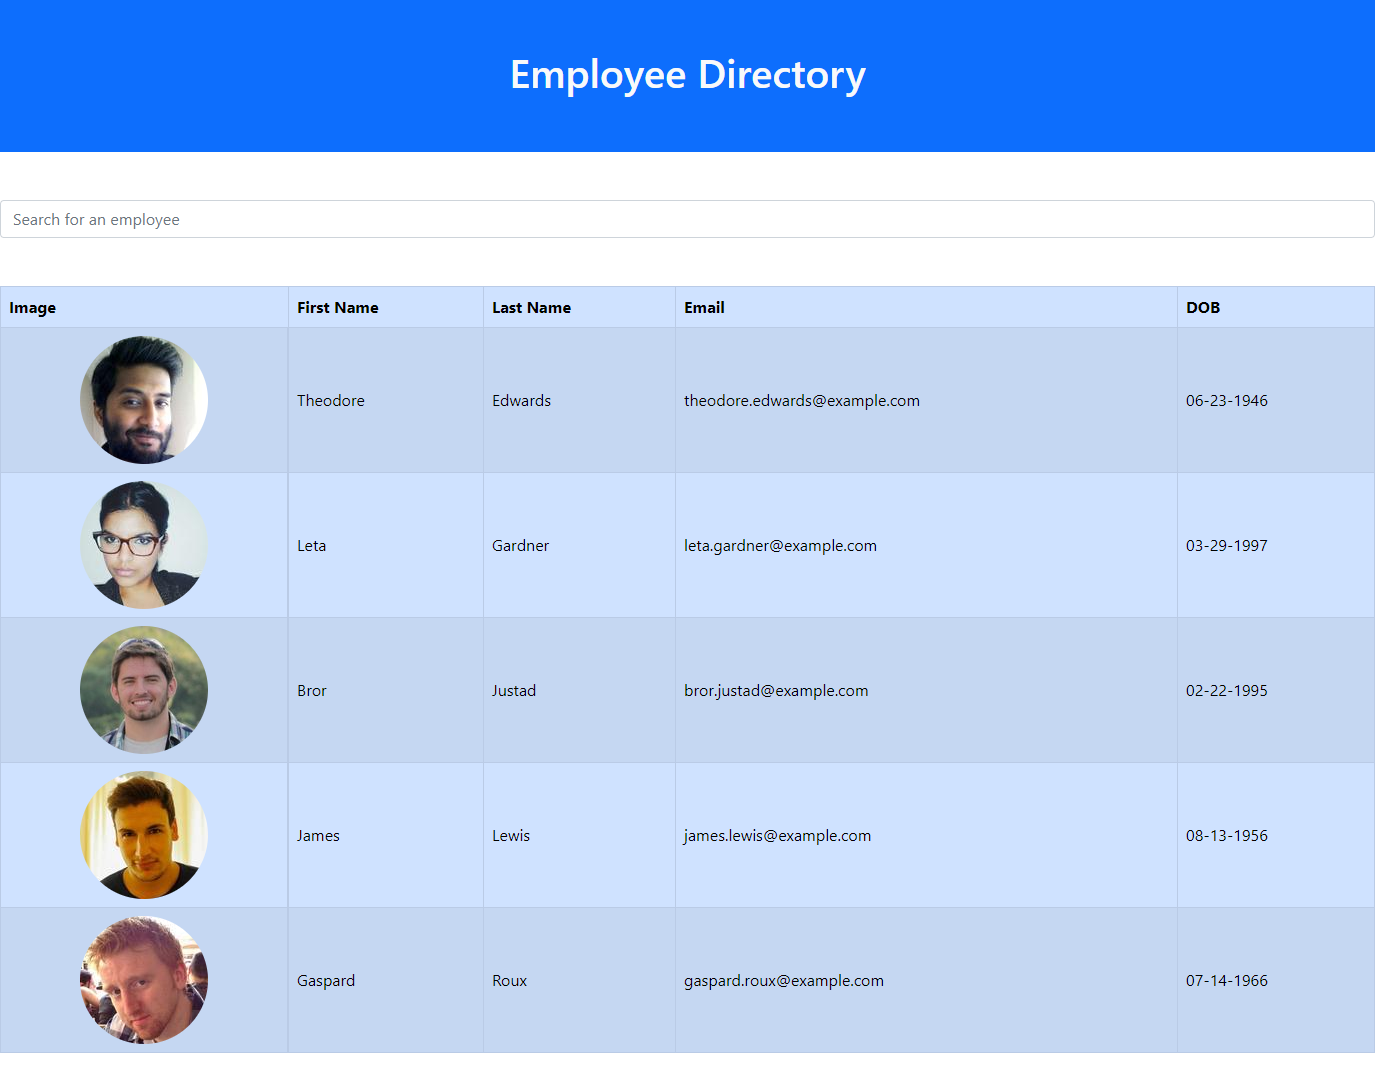 Employee Directory
Search for an employee
Image First Name Last Name Email DOB
Theodore Edwards theodore.edwards@example.com 06-23-1946
Leta Gardner leta.gardner@example.com 03-29-1997
Bror Justad bror.justad@example.com 02-22-1995
James Lewis james.lewis@example.com 08-13-1956
Gaspard Roux gaspard.roux@example.com 07-14-1966